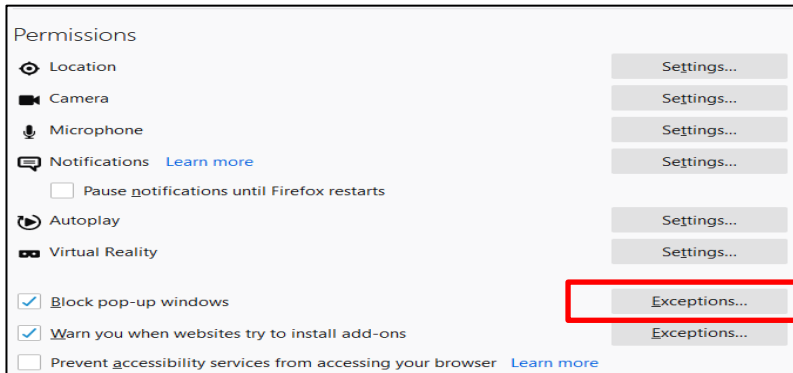 Permissions
Location Settings...
Camera Settings...
Microphone Settings...
Notifications Learn more Settings...
Pause notifications until Firefox restarts
Autoplay Settings...
Virtual Reality Settings...
Block pop-up windows Exceptions...
Warn you when websites try to install add-ons Exceptions...
Prevent accessibility services from accessing your browser Learn more